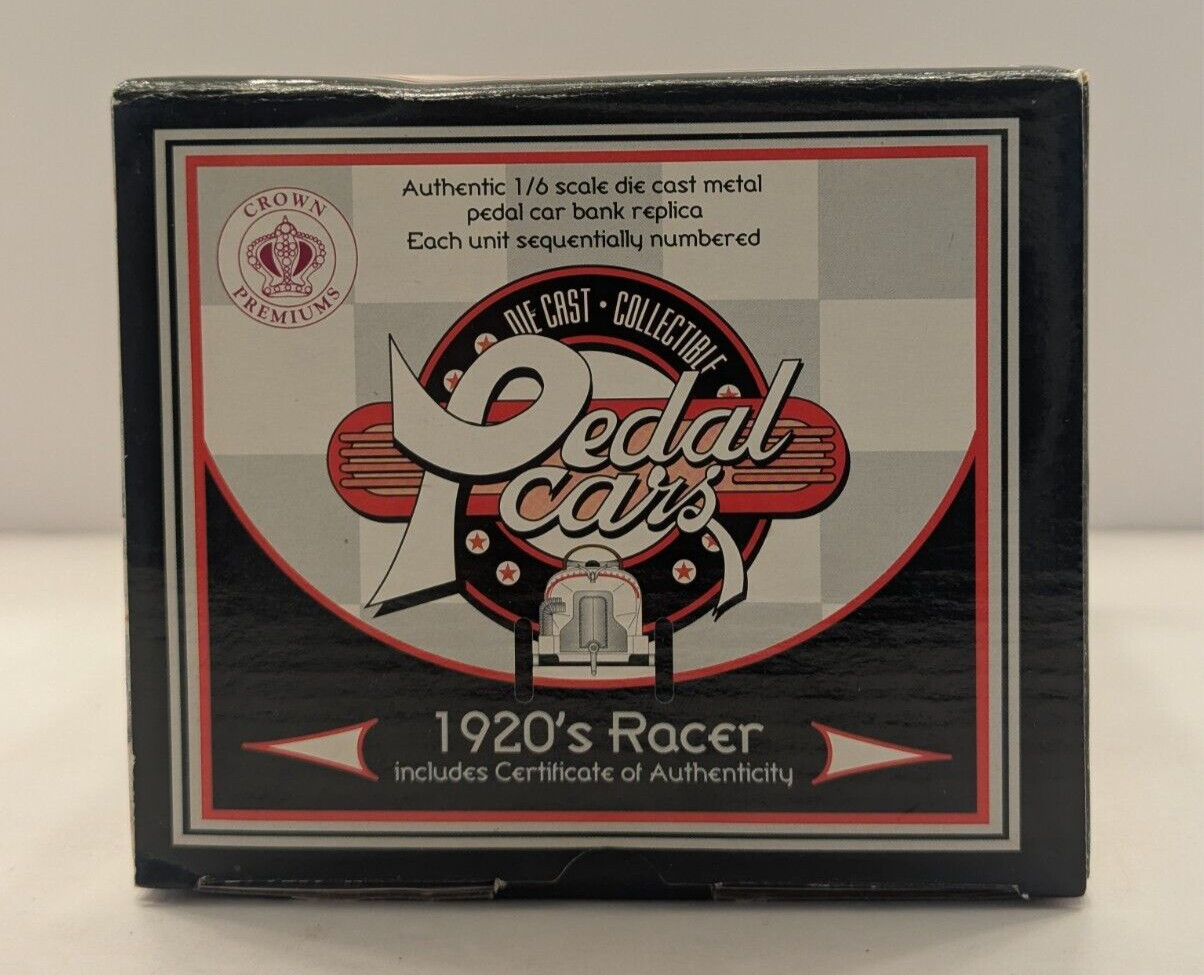 Authentic 1/6 scale die cast metal
pedal car bank replica
Each unit sequentially numbered
CROWN
PREMIUMS
DIE CAST • COLLECTIBLE
Pedal
cars
1920's Racer
includes Certificate of Authenticity